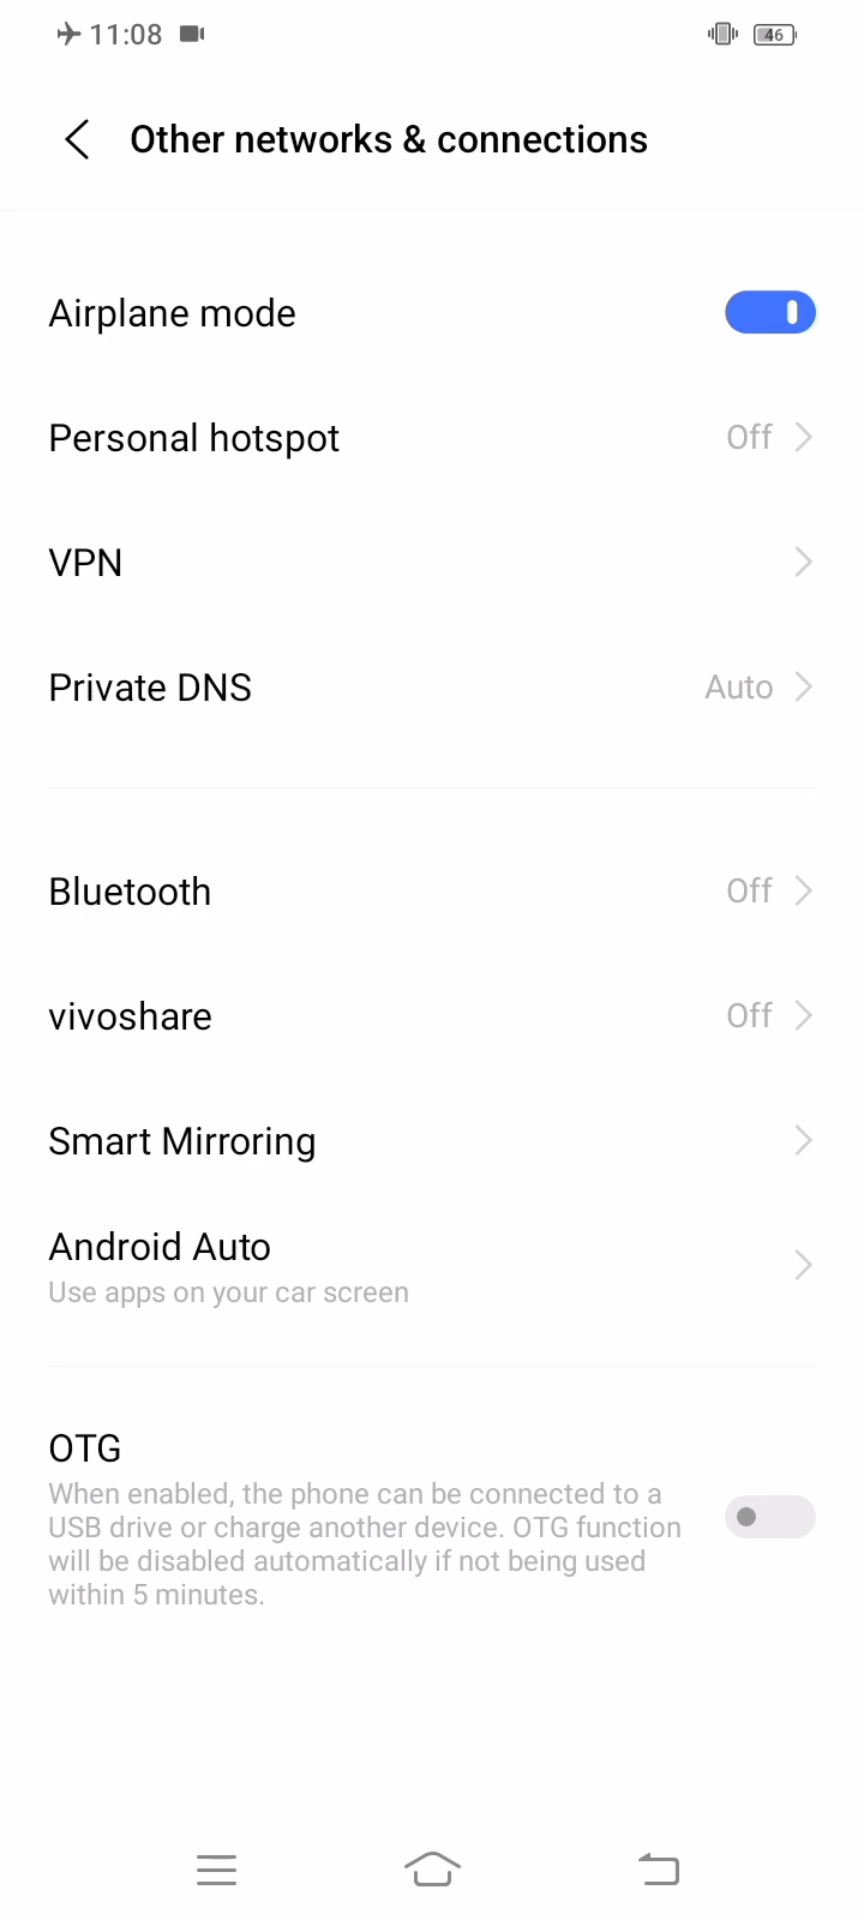 11:08
46
Other networks & connections
Airplane mode
Personal hotspot Off
VPN
Private DNS Auto
Bluetooth Off
vivoshare Off
Smart Mirroring
Android Auto
Use apps on your car screen
OTG
When enabled, the phone can be connected to a
USB drive or charge another device. OTG function
will be disabled automatically if not being used
within 5 minutes.